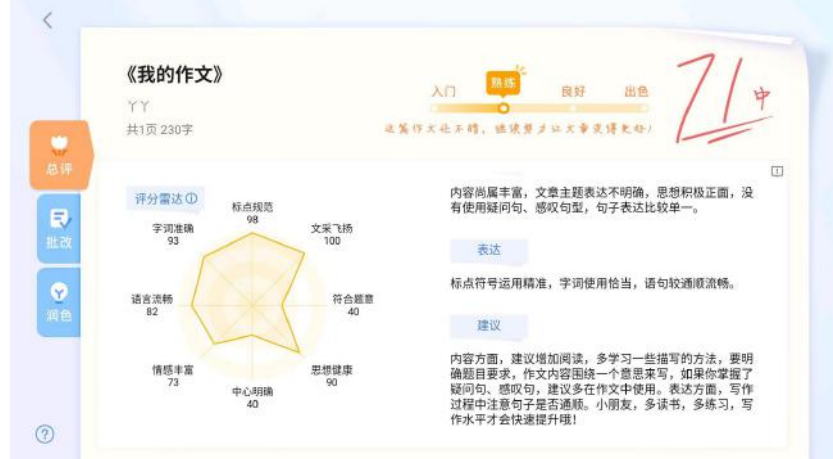 《我的作文》
丫丫
共1页 230字
入门
熟练
良好
出色
这篇作文还不错，继续努力让文章变得更好！
71
中
总评
批改
润色
评分雷达
标点规范
98
字词准确
93
文采飞扬
100
语言流畅
82
符合题意
40
情感丰富
73
思想健康
90
中心明确
40
内容尚属丰富，文章主题表达不明确，思想积极正面，没
有使用疑问句、感叹句型，句子表达比较单一。
表达
标点符号运用精准，字词使用恰当，语句较通顺流畅。
建议
内容方面，建议增加阅读，多学习一些描写的方法，要明
确题目要求，作文内容围绕一个意思来写，如果你掌握了
疑问句、感叹句，建议多在作文中使用。表达方面，写作
过程中注意句子是否通顺。小朋友，多读书，多练习，写
作水平才会快速提升哦！